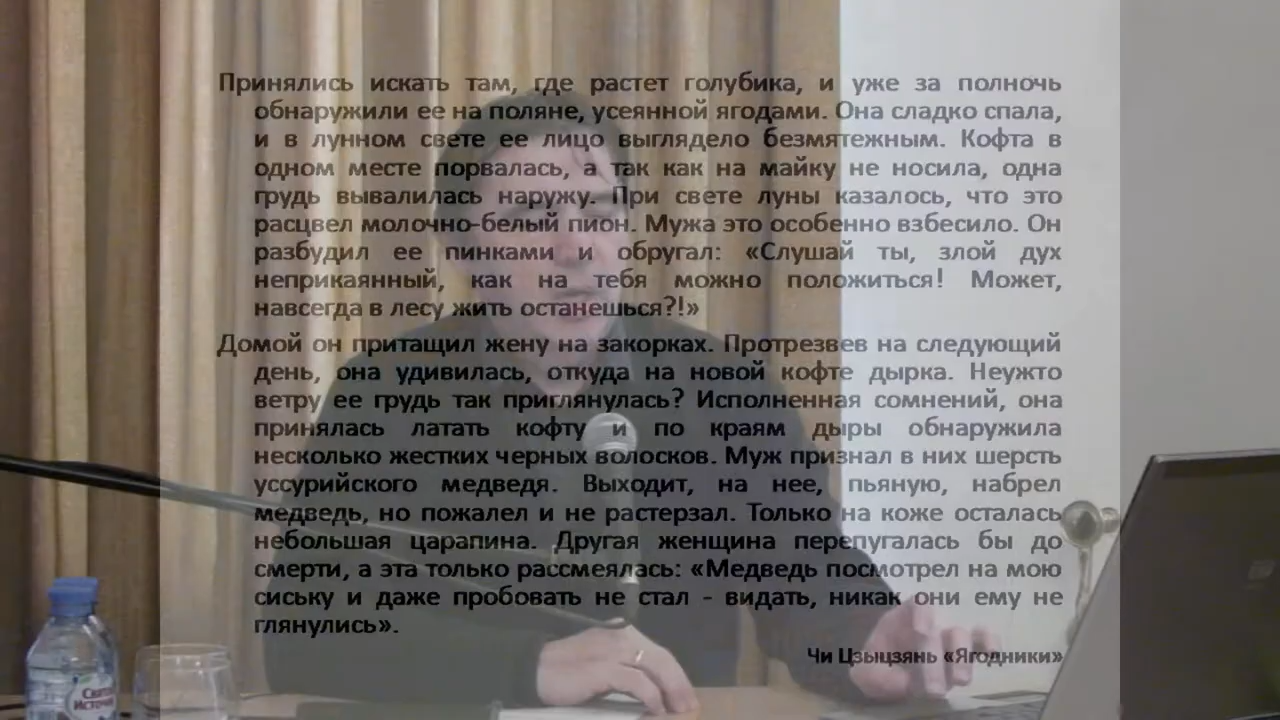 Принялись искать там, где растет голубика, и уже за полночь
обнаружили ее на поляне, усеянной ягодами. Она сладко спала,
и в лунном свете ее лицо выглядело безмятежным. Кофта в
одном месте порвалась, а так как на майку не носила, одна
грудь вывалилась наружу. При свете луны казалось, что это
расцвел молочно-белый пион. Мужа это особенно взбесило. Он
разбудил ее пинками и обругал: «Слушай ты, злой дух
неприкаянный, как на тебя можно положиться! Может,
навсегда в лесу жить останешься?!»
Домой он притащил жену на закорках. Протрезвев на следующий
день, она удивилась, откуда на новой кофте дырка. Неужто
ветру ее грудь так приглянулась? Исполненная сомнений, она
принялась латать кофту и по краям дыры обнаружила
несколько жестких черных волосков. Муж признал в них шерсть
уссурийского медведя. Выходит, на нее, пьяную, набрел
медведь, но пожалел и не растерзал. Только на коже осталась
небольшая царапина. Другая женщина перепугалась бы до
смерти, а эта только рассмеялась: «Медведь посмотрел на мою
сиську и даже пробовать не стал - видать, никак они ему не
глянулись».
Чи Цзыцзянь «Ягодники»
Святой
Источник